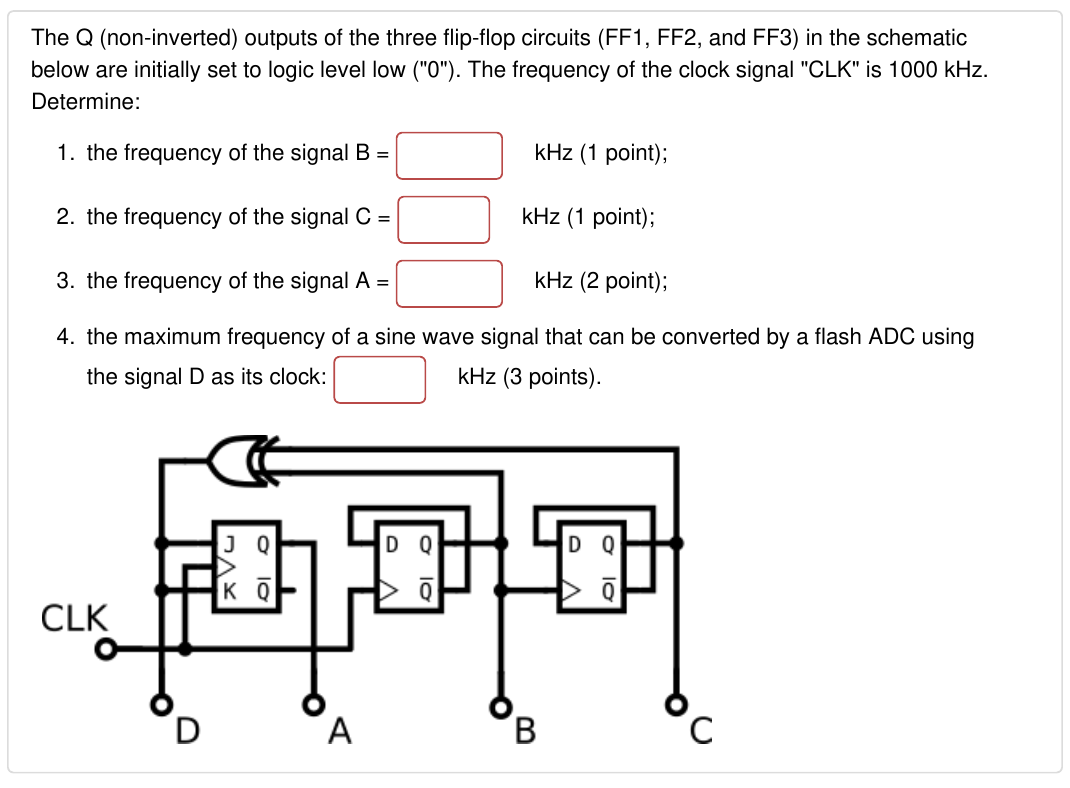 The Q (non-inverted) outputs of the three flip-flop circuits (FF1, FF2, and FF3) in the schematic
below are initially set to logic level low ("0"). The frequency of the clock signal "CLK" is 1000 kHz.
Determine:
1. the frequency of the signal B = kHz (1 point);
2. the frequency of the signal C = kHz (1 point);
3. the frequency of the signal A = kHz (2 point);
4. the maximum frequency of a sine wave signal that can be converted by a flash ADC using
the signal D as its clock: kHz (3 points).
J Q D Q D Q
K Q̅ Q̅ Q̅
CLK
D A B C